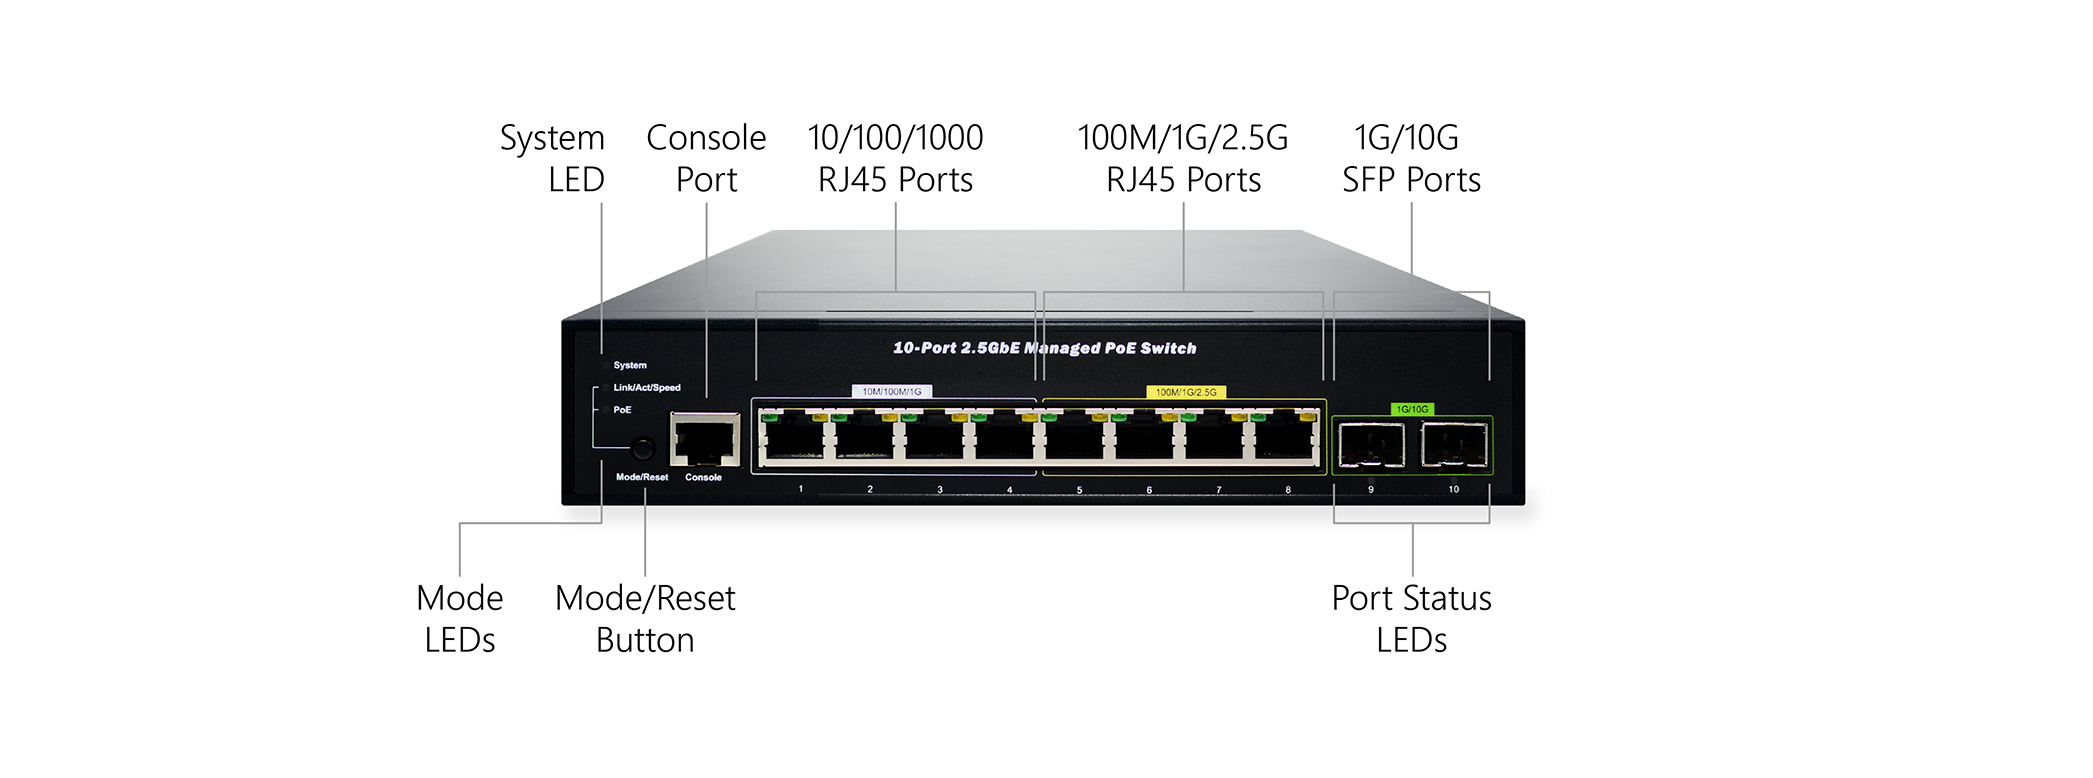 System
LED
Console
Port
10/100/1000
RJ45 Ports
100M/1G/2.5G
RJ45 Ports
1G/10G
SFP Ports
10-Port 2.5GbE Managed PoE Switch
System
Link/Act/Speed
PoE
Mode/Reset
Console
10M/100M/1G
100M/1G/2.5G
1G/10G
1 2 3 4 5 6 7 8 9 10
Mode
LEDs
Mode/Reset
Button
Port Status
LEDs